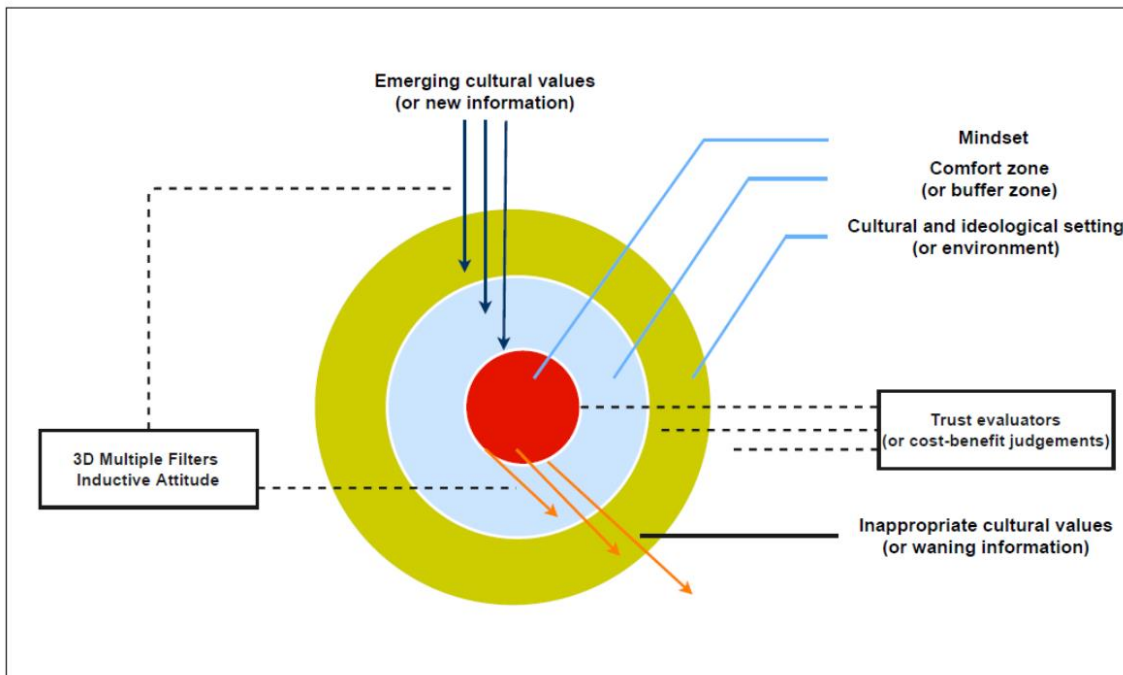 Emerging cultural values
(or new information)
Mindset
Comfort zone
(or buffer zone)
Cultural and ideological setting
(or environment)
Trust evaluators
(or cost-benefit judgements)
3D Multiple Filters
Inductive Attitude
Inappropriate cultural values
(or waning information)